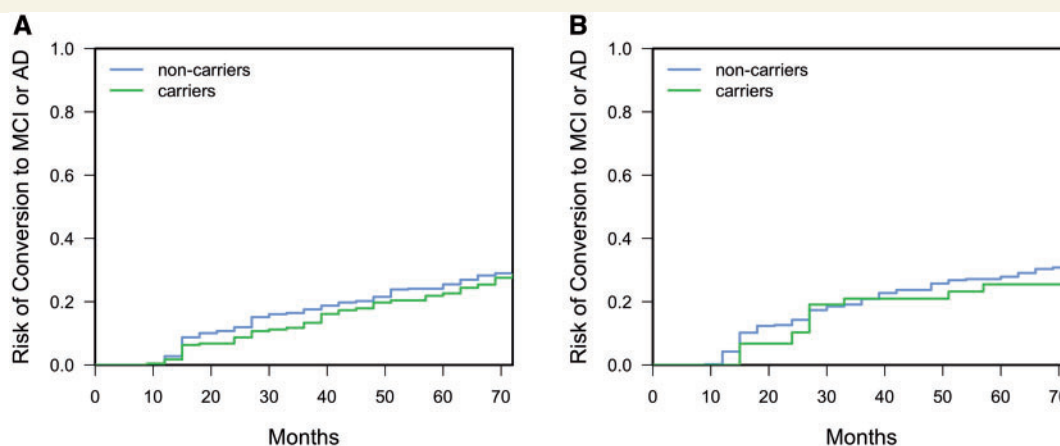 A
Risk of Conversion to MCI or AD
1.0
0.8
0.6
0.4
0.2
0.0
non-carriers
carriers
0 10 20 30 40 50 60 70
Months
B
Risk of Conversion to MCI or AD
1.0
0.8
0.6
0.4
0.2
0.0
non-carriers
carriers
0 10 20 30 40 50 60 70
Months